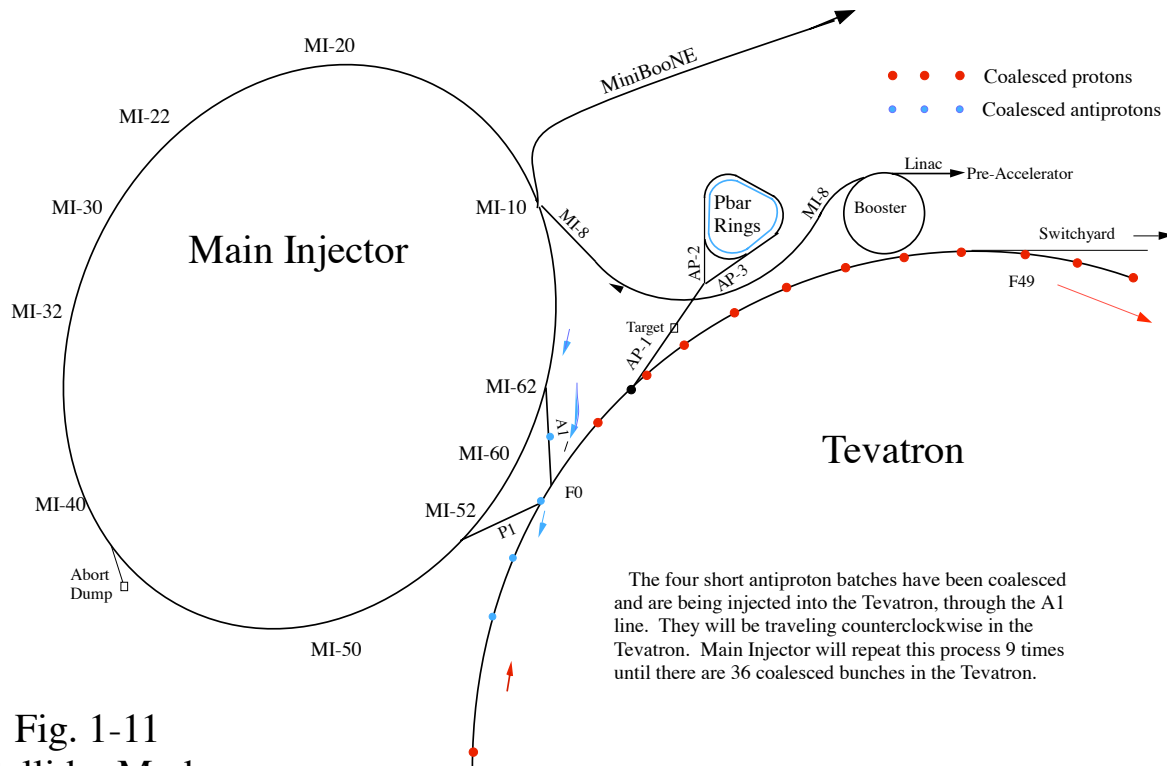 MI-20
MiniBooNE
Coalesced protons
Coalesced antiprotons
MI-22
Linac
Pre-Accelerator
MI-30
MI-10
MI-8
Pbar
Rings
MI-8
Booster
Main Injector
Switchyard
AP-2
AP-3
F49
MI-32
Target
AP-1
MI-62
A1
Tevatron
MI-60
F0
MI-40
MI-52
P1
Abort
Dump
The four short antiproton batches have been coalesced
and are being injected into the Tevatron, through the A1
line. They will be traveling counterclockwise in the
Tevatron. Main Injector will repeat this process 9 times
until there are 36 coalesced bunches in the Tevatron.
MI-50
Fig. 1-11